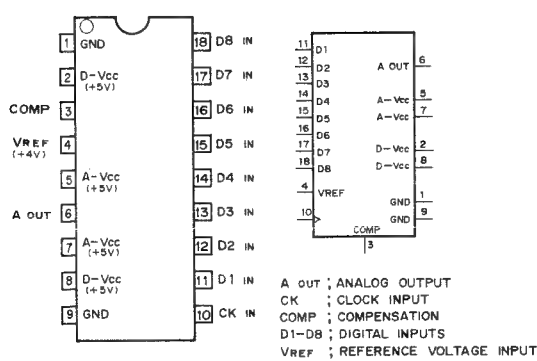 1 GND 18 D8 IN
2 D-Vcc (+5V) 17 D7 IN
COMP 3 16 D6 IN
VREF (+4V) 4 15 D5 IN
5 A-Vcc (+5V) 14 D4 IN
A OUT 6 13 D3 IN
7 A-Vcc (+5V) 12 D2 IN
8 D-Vcc (+5V) 11 D1 IN
9 GND 10 CK IN
11 D1
12 D2 A OUT 6
13 D3
14 D4 A-Vcc 5
15 D5 A-Vcc 7
16 D6
17 D7 D-Vcc 2
18 D8 D-Vcc 8
4 VREF
GND 1
10 GND 9
COMP
3
A OUT ; ANALOG OUTPUT
CK ; CLOCK INPUT
COMP ; COMPENSATION
D1-D8 ; DIGITAL INPUTS
VREF ; REFERENCE VOLTAGE INPUT